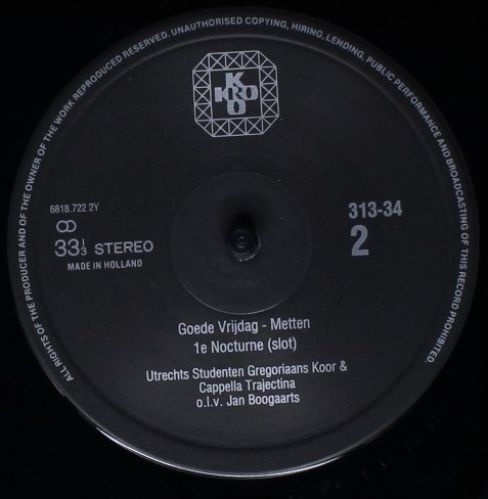 ALL RIGHTS OF THE PRODUCER AND OF THE OWNER OF THE WORK REPRODUCED RESERVED. UNAUTHORISED COPYING, HIRING, LENDING, PUBLIC PERFORMANCE AND BROADCASTING OF THIS RECORD PROHIBITED.
KRO
6818.722 2Y
33⅓ STEREO
MADE IN HOLLAND
313-34
2
Goede Vrijdag - Metten
1e Nocturne (slot)
Utrechts Studenten Gregoriaans Koor &
Cappella Trajectina
o.l.v. Jan Boogaarts